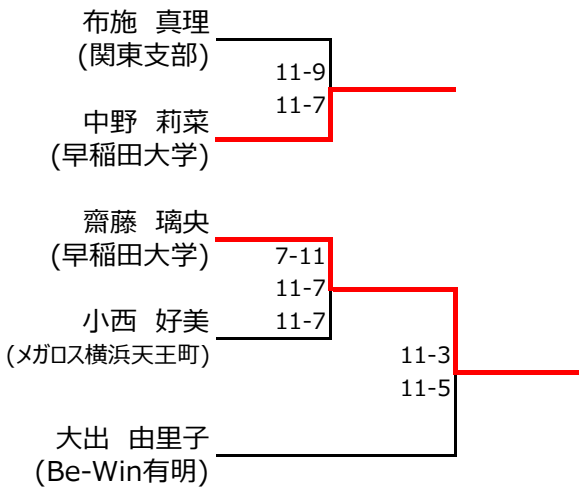 布施 真理
(関東支部)
11-9
11-7
中野 莉菜
(早稲田大学)
齋藤 璃央
(早稲田大学)
7-11
11-7
11-7
小西 好美
(メガロス横浜天王町)
11-3
11-5
大出 由里子
(Be-Win有明)